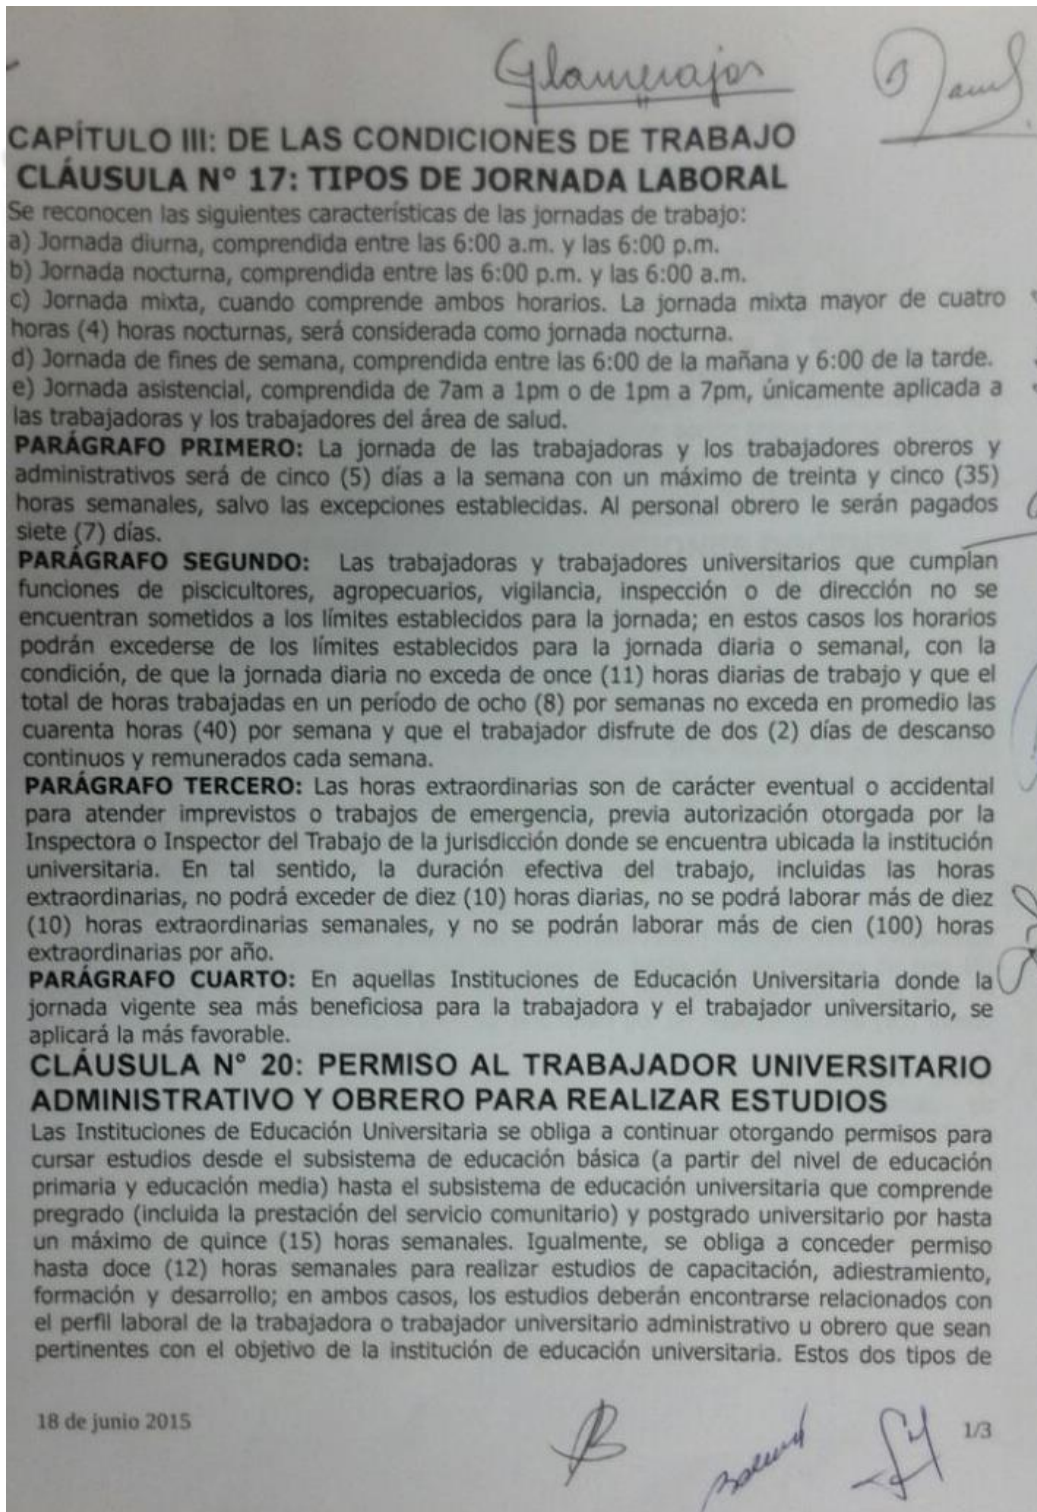 CAPÍTULO III: DE LAS CONDICIONES DE TRABAJO
CLÁUSULA Nº 17: TIPOS DE JORNADA LABORAL
Se reconocen las siguientes características de las jornadas de trabajo:
a) Jornada diurna, comprendida entre las 6:00 a.m. y las 6:00 p.m.
b) Jornada nocturna, comprendida entre las 6:00 p.m. y las 6:00 a.m.
c) Jornada mixta, cuando comprende ambos horarios. La jornada mixta mayor de cuatro
horas (4) horas nocturnas, será considerada como jornada nocturna.
d) Jornada de fines de semana, comprendida entre las 6:00 de la mañana y 6:00 de la tarde.
e) Jornada asistencial, comprendida de 7am a 1pm o de 1pm a 7pm, únicamente aplicada a
las trabajadoras y los trabajadores del área de salud.
PARÁGRAFO PRIMERO: La jornada de las trabajadoras y los trabajadores obreros y
administrativos será de cinco (5) días a la semana con un máximo de treinta y cinco (35)
horas semanales, salvo las excepciones establecidas. Al personal obrero le serán pagados
siete (7) días.
PARÁGRAFO SEGUNDO: Las trabajadoras y trabajadores universitarios que cumplan
funciones de piscicultores, agropecuarios, vigilancia, inspección o de dirección no se
encuentran sometidos a los límites establecidos para la jornada; en estos casos los horarios
podrán excederse de los límites establecidos para la jornada diaria o semanal, con la
condición, de que la jornada diaria no exceda de once (11) horas diarias de trabajo y que el
total de horas trabajadas en un período de ocho (8) por semanas no exceda en promedio las
cuarenta horas (40) por semana y que el trabajador disfrute de dos (2) días de descanso
continuos y remunerados cada semana.
PARÁGRAFO TERCERO: Las horas extraordinarias son de carácter eventual o accidental
para atender imprevistos o trabajos de emergencia, previa autorización otorgada por la
Inspectora o Inspector del Trabajo de la jurisdicción donde se encuentra ubicada la institución
universitaria. En tal sentido, la duración efectiva del trabajo, incluidas las horas
extraordinarias, no podrá exceder de diez (10) horas diarias, no se podrá laborar más de diez
(10) horas extraordinarias semanales, y no se podrán laborar más de cien (100) horas
extraordinarias por año.
PARÁGRAFO CUARTO: En aquellas Instituciones de Educación Universitaria donde la
jornada vigente sea más beneficiosa para la trabajadora y el trabajador universitario, se
aplicará la más favorable.
CLÁUSULA Nº 20: PERMISO AL TRABAJADOR UNIVERSITARIO
ADMINISTRATIVO Y OBRERO PARA REALIZAR ESTUDIOS
Las Instituciones de Educación Universitaria se obliga a continuar otorgando permisos para
cursar estudios desde el subsistema de educación básica (a partir del nivel de educación
primaria y educación media) hasta el subsistema de educación universitaria que comprende
pregrado (incluida la prestación del servicio comunitario) y postgrado universitario por hasta
un máximo de quince (15) horas semanales. Igualmente, se obliga a conceder permiso
hasta doce (12) horas semanales para realizar estudios de capacitación, adiestramiento,
formación y desarrollo; en ambos casos, los estudios deberán encontrarse relacionados con
el perfil laboral de la trabajadora o trabajador universitario administrativo u obrero que sean
pertinentes con el objetivo de la institución de educación universitaria. Estos dos tipos de
18 de junio 2015
1/3